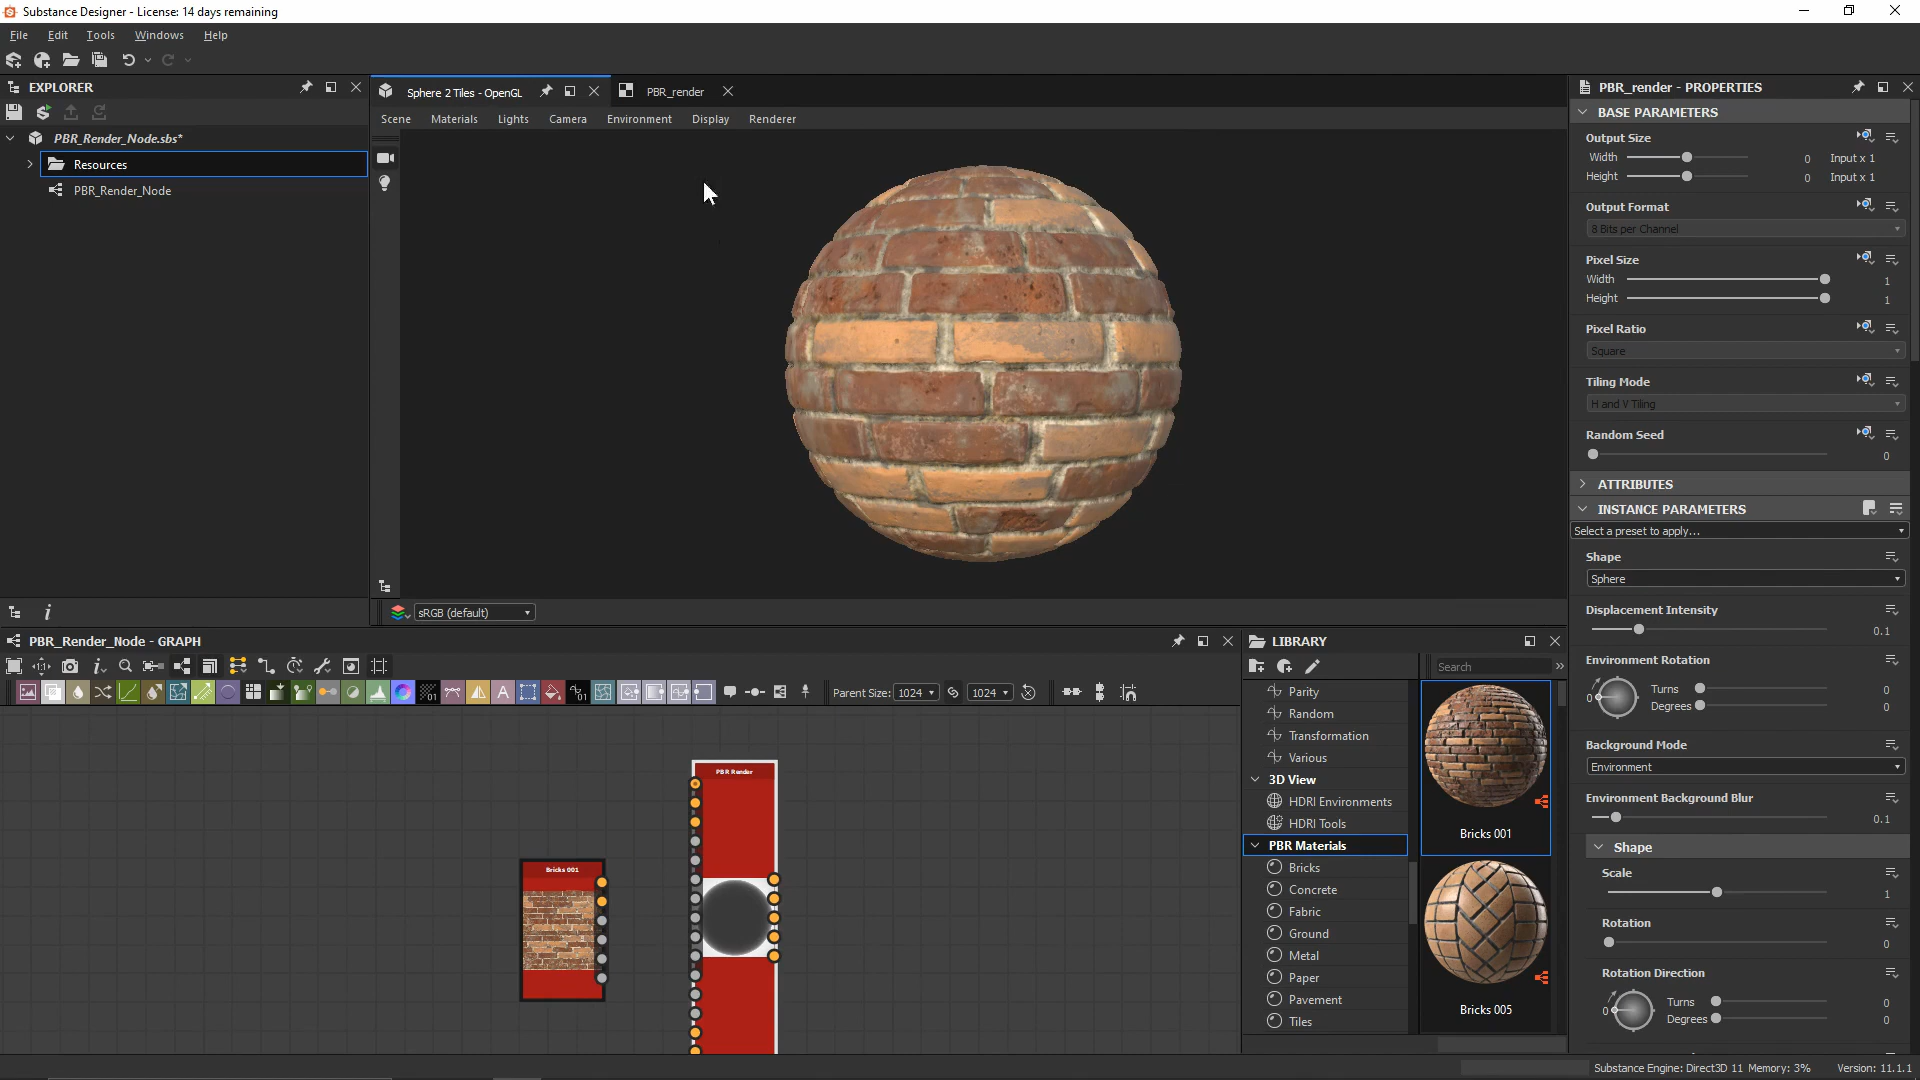 Substance Designer - License: 14 days remaining
File Edit Tools Windows Help
EXPLORER
PBR_Render_Node.sbs*
Resources
PBR_Render_Node
Sphere 2 Tiles - OpenGL
PBR_render
Scene Materials Lights Camera Environment Display Renderer
sRGB (default)
PBR_render - PROPERTIES
BASE PARAMETERS
Output Size
Width 0 Input x 1
Height 0 Input x 1
Output Format
8 Bits per Channel
Pixel Size
Width 1
Height 1
Pixel Ratio
Square
Tiling Mode
H and V Tiling
Random Seed
0
ATTRIBUTES
INSTANCE PARAMETERS
Select a preset to apply...
Shape
Sphere
Displacement Intensity
0.1
Environment Rotation
0 Turns 0
Degrees 0
Background Mode
Environment
Environment Background Blur
0.1
Shape
Scale
1
Rotation
0
Rotation Direction
0 Turns 0
Degrees 0
PBR_Render_Node - GRAPH
Parent Size: 1024 1024
PBR Render
Bricks 001
LIBRARY
Search
Parity
Random
Transformation
Various
3D View
HDRI Environments
HDRI Tools
PBR Materials
Bricks
Concrete
Fabric
Ground
Metal
Paper
Pavement
Tiles
Bricks 001
Bricks 005
Substance Engine: Direct3D 11 Memory: 3% Version: 11.1.1